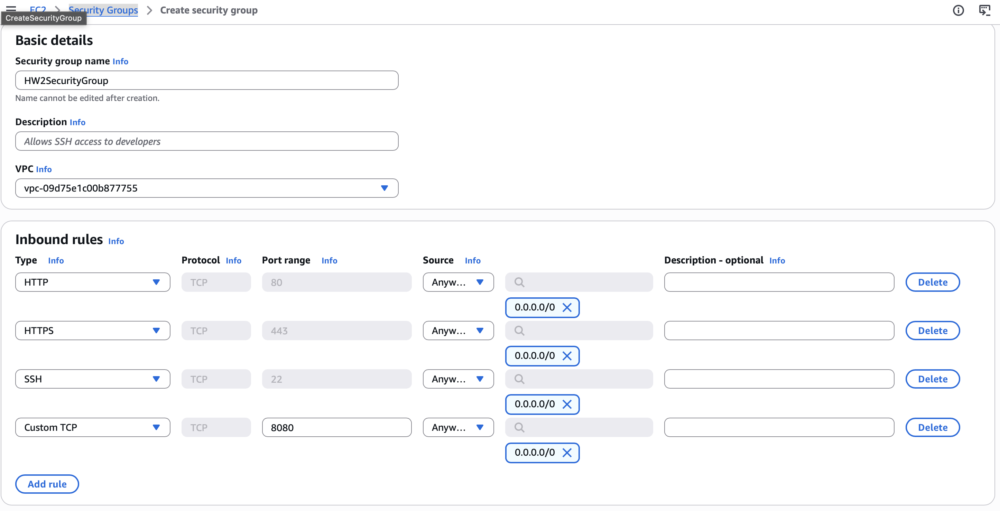 EC2 > Security Groups > Create security group
CreateSecurityGroup
Basic details
Security group name Info
HW2SecurityGroup
Name cannot be edited after creation.
Description Info
Allows SSH access to developers
VPC Info
vpc-09d75e1c00b877755
Inbound rules Info
Type Info Protocol Info Port range Info Source Info Description - optional Info
HTTP TCP 80 Anyw... Delete
0.0.0.0/0
HTTPS TCP 443 Anyw... Delete
0.0.0.0/0
SSH TCP 22 Anyw... Delete
0.0.0.0/0
Custom TCP TCP 8080 Anyw... Delete
0.0.0.0/0
Add rule